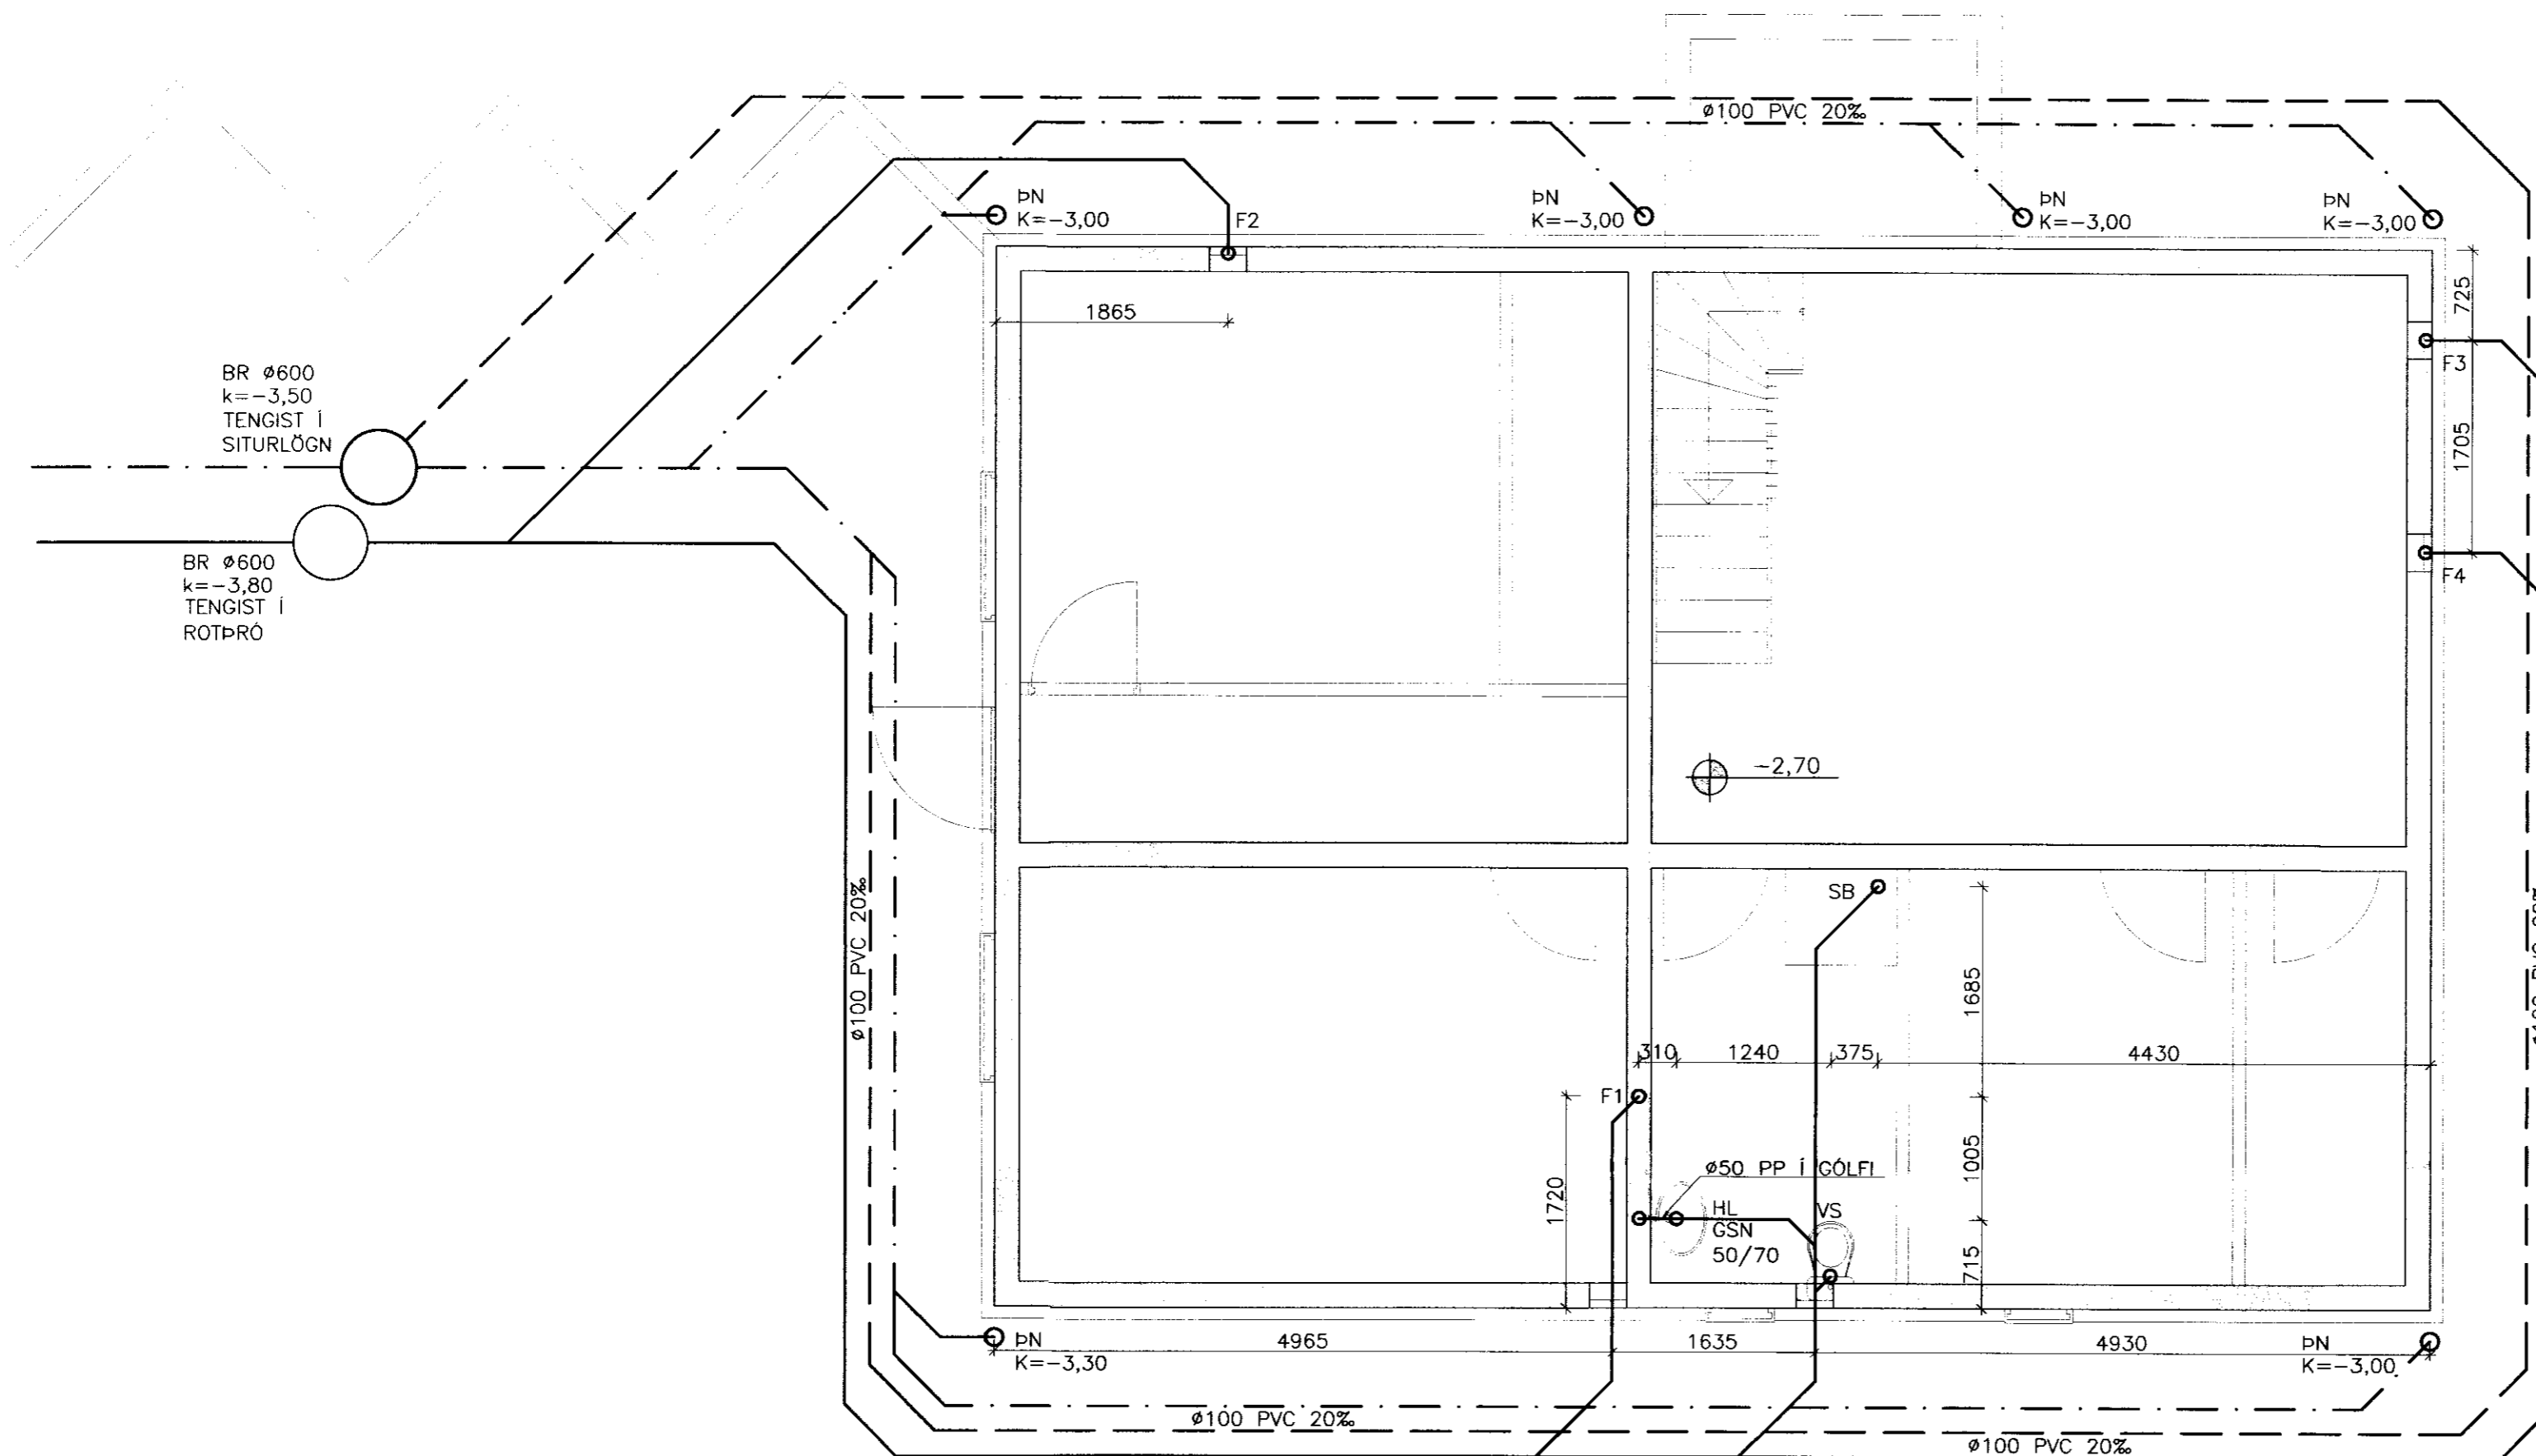 ø100 PVC 20‰
ÞN
K=-3,00
F2
ÞN
K=-3,00
ÞN
K=-3,00
ÞN
K=-3,00
1865
725
F3
1705
F4
BR ø600
k=-3,50
TENGIST Í
SITURLÖGN
BR ø600
k=-3,80
TENGIST Í
ROTÞRÓ
-2,70
ø100 PVC 20‰
SB
1685
310
1240
375
4430
F1
1005
ø50 PP Í GÓLFI
1720
HL
GSN
50/70
VS
715
ÞN
K=-3,30
4965
1635
4930
ÞN
K=-3,00
ø100 PVC 20‰
ø100 PVC 20‰